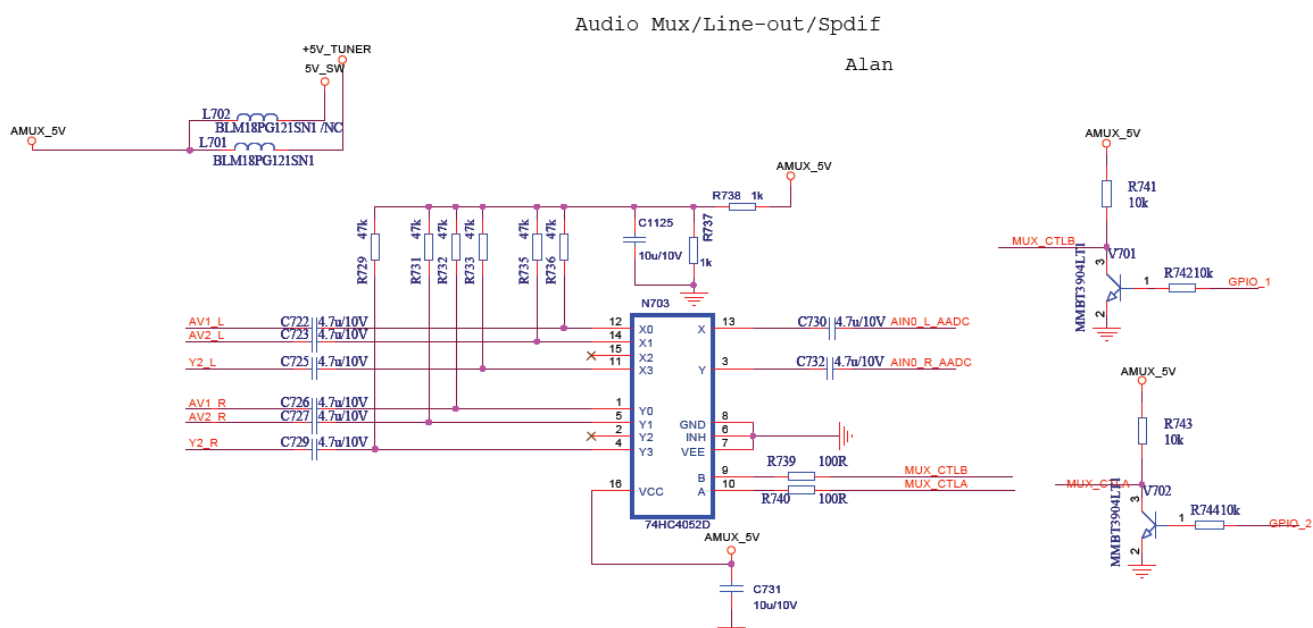 Audio Mux/Line-out/Spdif
Alan
+5V_TUNER
5V_SW
L702
BLM18PG121SN1 /NC
AMUX_5V
L701
BLM18PG121SN1
AMUX_5V
R738 1k
47k
R729
47k
R731
47k
R732
47k
R733
47k
R735
47k
R736
C1125
10u/10V
R737
1k
N703
AV1_L
C722
4.7u/10V
12
X0
AV2_L
C723
4.7u/10V
14
X1
15
X2
Y2_L
C725
4.7u/10V
11
X3
AV1_R
C726
4.7u/10V
1
Y0
AV2_R
C727
4.7u/10V
5
Y1
2
Y2
Y2_R
C729
4.7u/10V
4
Y3
16
VCC
X
13
C730
4.7u/10V
AIN0_L_AADC
Y
3
C732
4.7u/10V
AIN0_R_AADC
GND
8
INH
6
VEE
7
B
9
R739
100R
MUX_CTLB
A
10
R740
100R
MUX_CTLA
74HC4052D
AMUX_5V
C731
10u/10V
AMUX_5V
R741
10k
MUX_CTLB
V701
3
1
2
MMBT3904LT1
R742 10k
GPIO_1
AMUX_5V
R743
10k
MUX_CTLA
V702
3
1
2
MMBT3904LT1
R744 10k
GPIO_2